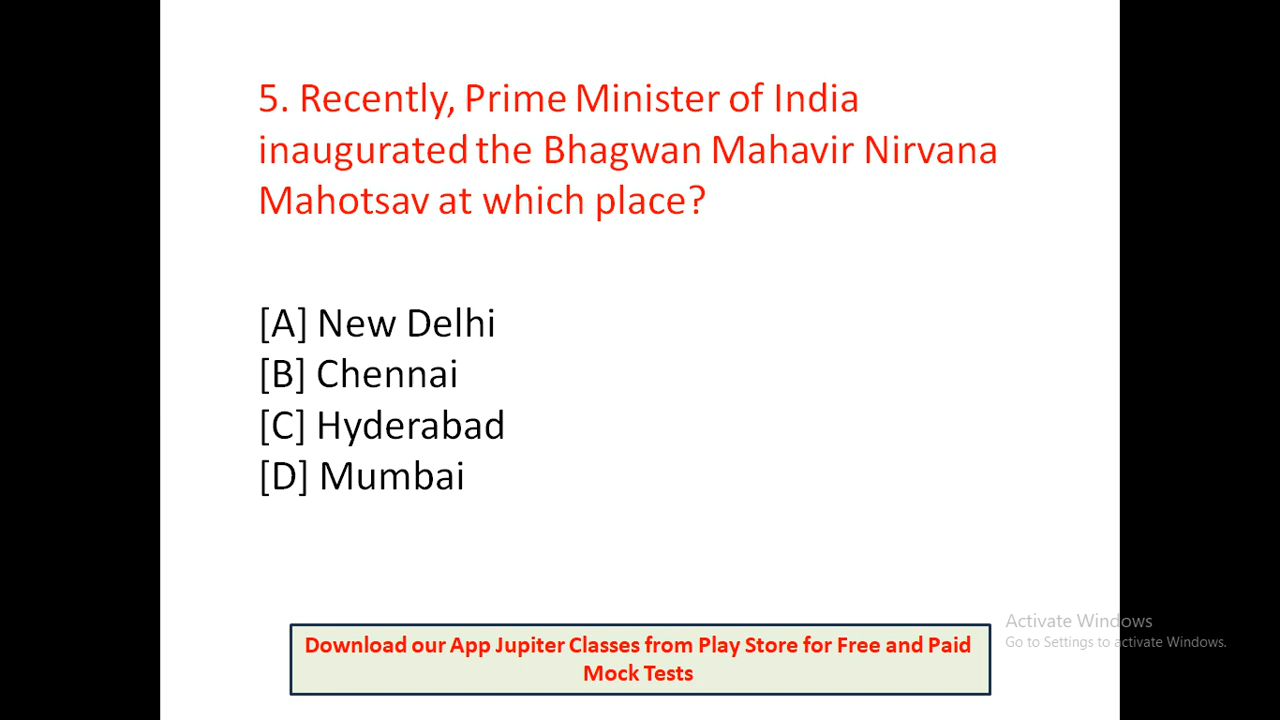 5. Recently, Prime Minister of India
inaugurated the Bhagwan Mahavir Nirvana
Mahotsav at which place?
[A] New Delhi
[B] Chennai
[C] Hyderabad
[D] Mumbai
Activate Windows
Go to Settings to activate Windows.
Download our App Jupiter Classes from Play Store for Free and Paid
Mock Tests